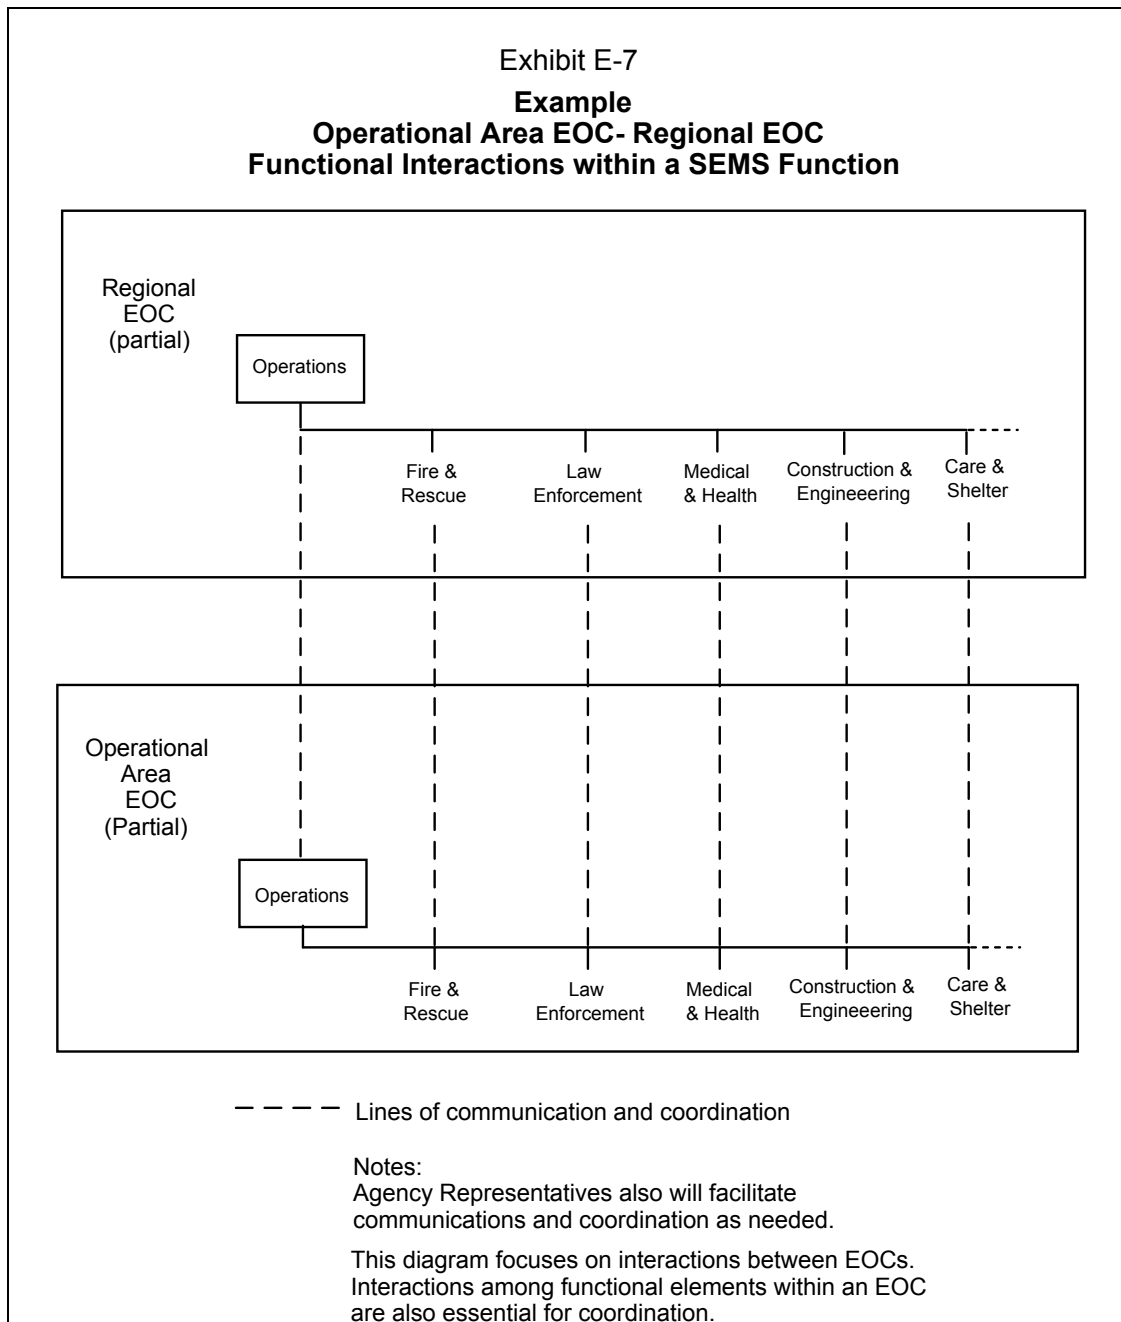 Exhibit E-7
Example
Operational Area EOC- Regional EOC
Functional Interactions within a SEMS Function
Regional
EOC
(partial)
Operations
Fire &
Rescue
Law
Enforcement
Medical
& Health
Construction &
Engineeering
Care &
Shelter
Operational
Area
EOC
(Partial)
Operations
Fire &
Rescue
Law
Enforcement
Medical
& Health
Construction &
Engineeering
Care &
Shelter
Lines of communication and coordination
Notes:
Agency Representatives also will facilitate
communications and coordination as needed.
This diagram focuses on interactions between EOCs.
Interactions among functional elements within an EOC
are also essential for coordination.